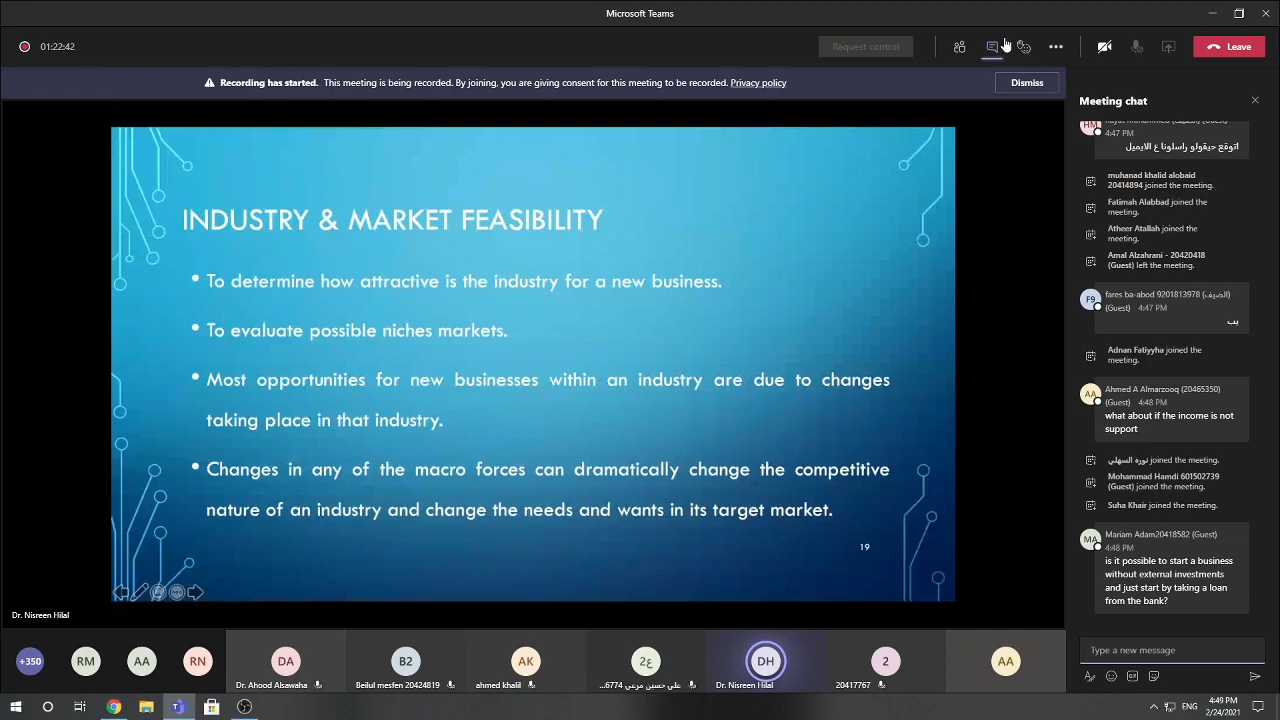 Microsoft Teams
01:22:42
Request control
Leave
Recording has started. This meeting is being recorded. By joining, you are giving consent for this meeting to be recorded. Privacy policy
Dismiss
INDUSTRY & MARKET FEASIBILITY
• To determine how attractive is the industry for a new business.
• To evaluate possible niches markets.
• Most opportunities for new businesses within an industry are due to changes
taking place in that industry.
• Changes in any of the macro forces can dramatically change the competitive
nature of an industry and change the needs and wants in its target market.
19
Dr. Nisreen Hilal
Meeting chat
HM
4:47 PM
اتوقع حيقولو راسلونا ع الايميل
muhanad khalid alobaid
20414894 joined the meeting.
Fatimah Alabbad joined the
meeting.
Atheer Atallah joined the
meeting.
Amal Alzahrani - 20420418
(Guest) left the meeting.
F9
fares ba-abod 9201813978 (الضيف)
(Guest) 4:47 PM
يب
Adnan Fatiyyha joined the
meeting.
AA
Ahmed A Almarzooq (20465350)
(Guest) 4:48 PM
what about if the income is not
support
نوره السهلي joined the meeting.
Mohammad Hamdi 601502739
(Guest) joined the meeting.
Suha Khair joined the meeting.
MA
Mariam Adam20418582 (Guest)
4:48 PM
is it possible to start a business
without external investments
and just start by taking a loan
from the bank?
Type a new message
+350
RM
AA
RN
DA
Dr. Ahood Alsawaha
B2
Beilul mesfen 20424819
AK
ahmed khalil
ع2
علي حسين مرعي 6774...
DH
Dr. Nisreen Hilal
2
20417767
AA
ENG
4:49 PM
2/24/2021